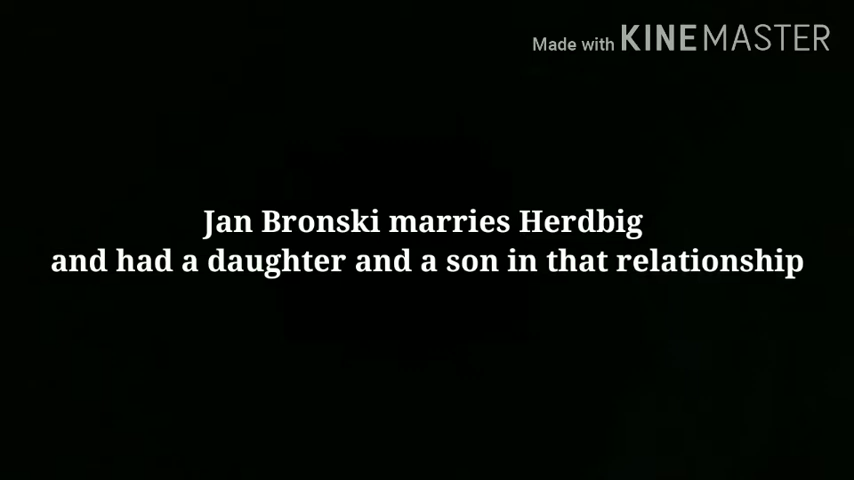 Made with KINEMASTER
Jan Bronski marries Herdbig
and had a daughter and a son in that relationship